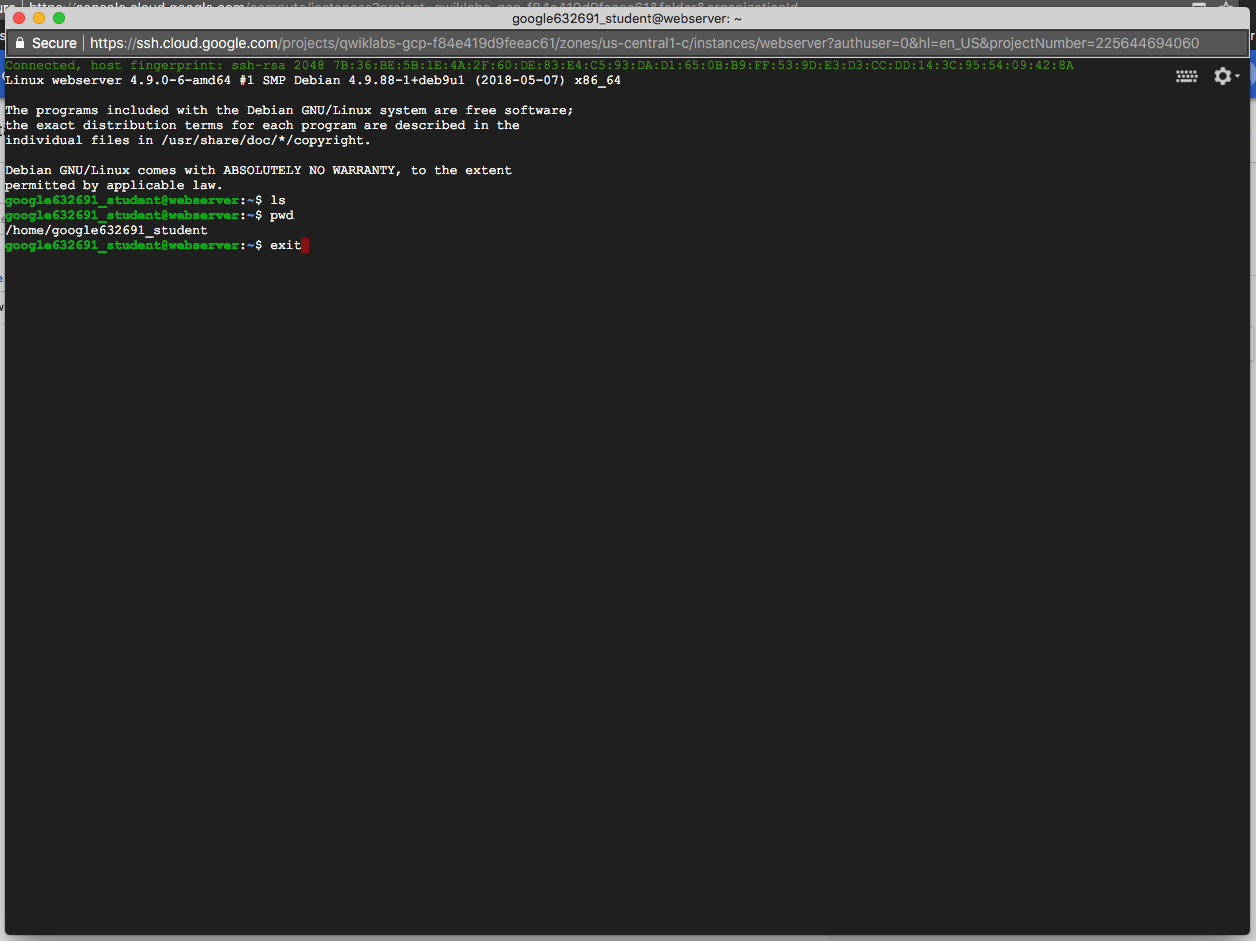 google632691_student@webserver: ~
Secure | https://ssh.cloud.google.com/projects/qwiklabs-gcp-f84e419d9feeac61/zones/us-central1-c/instances/webserver?authuser=0&hl=en_US&projectNumber=225644694060
Connected, host fingerprint: ssh-rsa 2048 7B:36:BE:5B:1E:4A:2F:60:DE:83:E4:C5:93:DA:D1:65:0B:B9:FF:53:9D:E3:D3:CC:DD:14:3C:95:54:09:42:8A
Linux webserver 4.9.0-6-amd64 #1 SMP Debian 4.9.88-1+deb9u1 (2018-05-07) x86_64
The programs included with the Debian GNU/Linux system are free software;
the exact distribution terms for each program are described in the
individual files in /usr/share/doc/*/copyright.
Debian GNU/Linux comes with ABSOLUTELY NO WARRANTY, to the extent
permitted by applicable law.
google632691_student@webserver:~$ ls
google632691_student@webserver:~$ pwd
/home/google632691_student
google632691_student@webserver:~$ exit